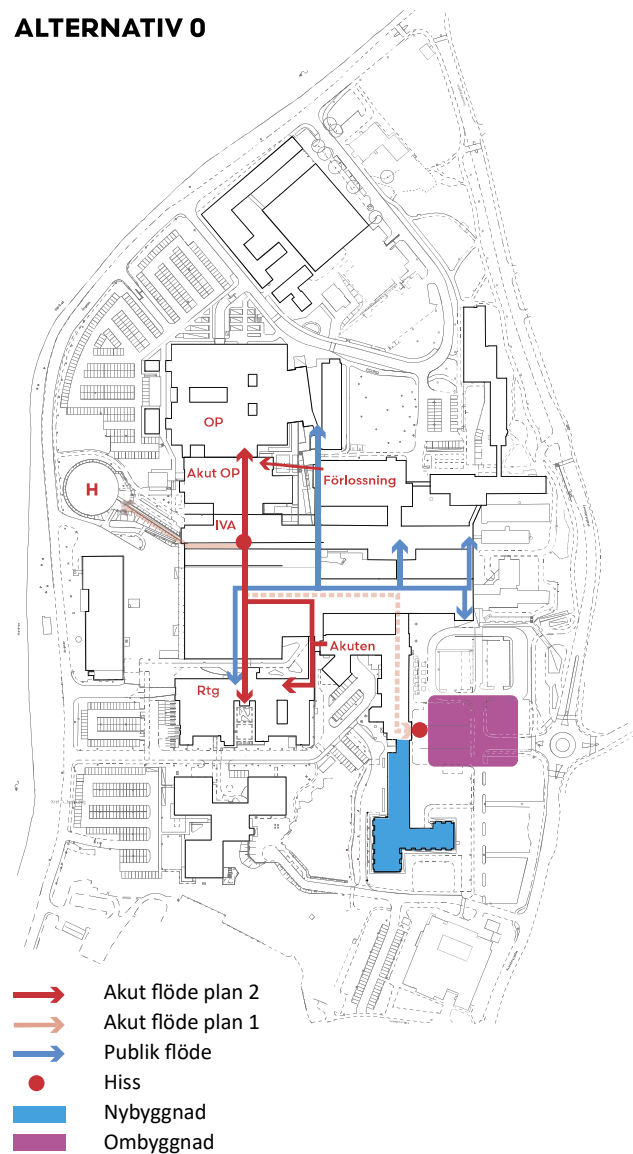 ALTERNATIV 0
OP
Akut OP
Förlossning
H
IVA
Akuten
Rtg
Akut flöde plan 2
Akut flöde plan 1
Publik flöde
Hiss
Nybyggnad
Ombyggnad